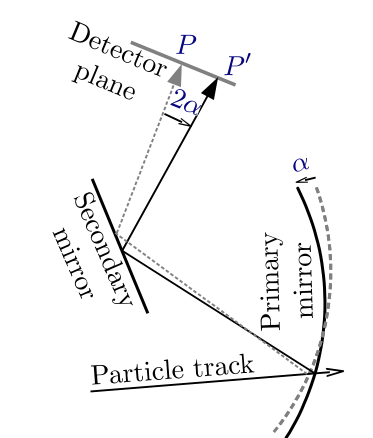 Detector
plane
P
P′
2α
α
Secondary
mirror
Primary
mirror
Particle track